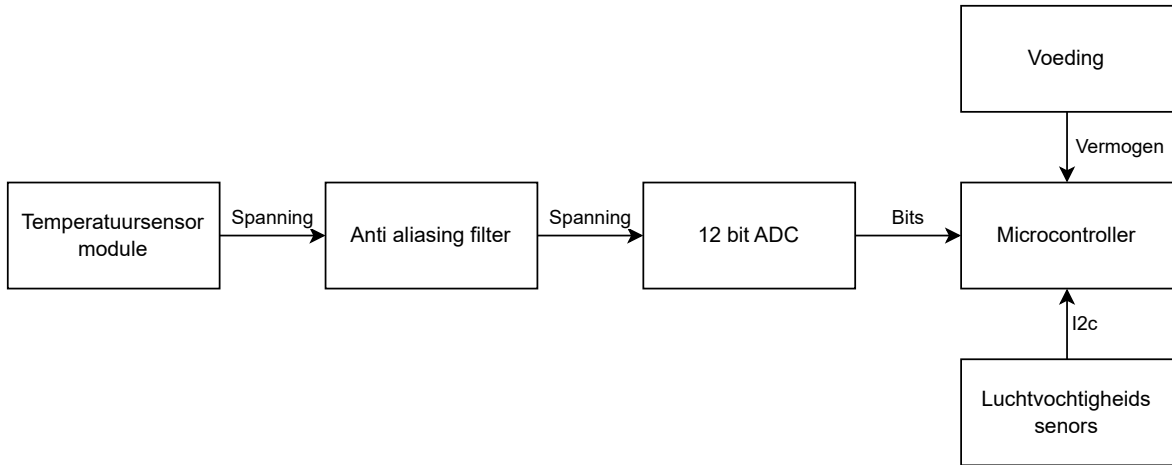 Voeding
Vermogen
Temperatuursensor
module
Spanning
Anti aliasing filter
Spanning
12 bit ADC
Bits
Microcontroller
I2c
Luchtvochtigheids
senors